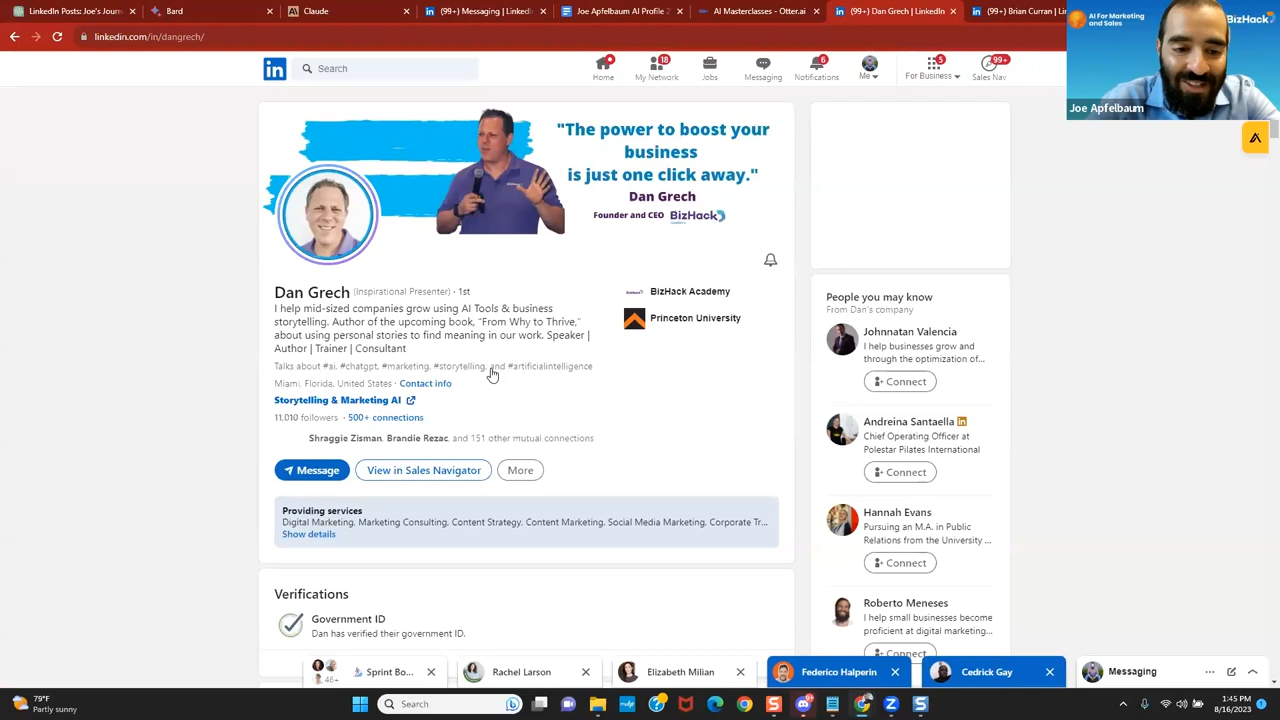 LinkedIn Posts: Joe's Journ
Bard
Claude
(99+) Messaging | LinkedIn
Joe Apfelbaum AI Profile 2
AI Masterclasses - Otter.ai
(99+) Dan Grech | LinkedIn
(99+) Brian Curran | Lin
linkedin.com/in/dangrech/
AI For Marketing
and Sales
BizHack
Joe Apfelbaum
in
Search
Home
18
My Network
Jobs
Messaging
6
Notifications
Me
5
For Business
99+
Sales Nav
"The power to boost your
business
is just one click away."
Dan Grech
Founder and CEO BizHack
Dan Grech (Inspirational Presenter) · 1st
I help mid-sized companies grow using AI Tools & business
storytelling. Author of the upcoming book, "From Why to Thrive,"
about using personal stories to find meaning in our work. Speaker |
Author | Trainer | Consultant
Talks about #ai, #chatgpt, #marketing, #storytelling, and #artificialintelligence
Miami, Florida, United States · Contact info
Storytelling & Marketing AI
11,010 followers · 500+ connections
Shraggie Zisman, Brandie Rezac, and 151 other mutual connections
Message
View in Sales Navigator
More
BizHack Academy
Princeton University
Providing services
Digital Marketing, Marketing Consulting, Content Strategy, Content Marketing, Social Media Marketing, Corporate Tr...
Show details
Verifications
Government ID
Dan has verified their government ID.
People you may know
From Dan's company
Johnnatan Valencia
I help businesses grow and
through the optimization of...
Connect
Andreina Santaella
Chief Operating Officer at
Polestar Pilates International
Connect
Hannah Evans
Pursuing an M.A. in Public
Relations from the University ...
Connect
Roberto Meneses
I help small businesses become
proficient at digital marketing...
Connect
46+
Sprint Bo...
Rachel Larson
Elizabeth Milian
Federico Halperin
Cedrick Gay
Messaging
79°F
Partly sunny
Search
1:45 PM
8/16/2023